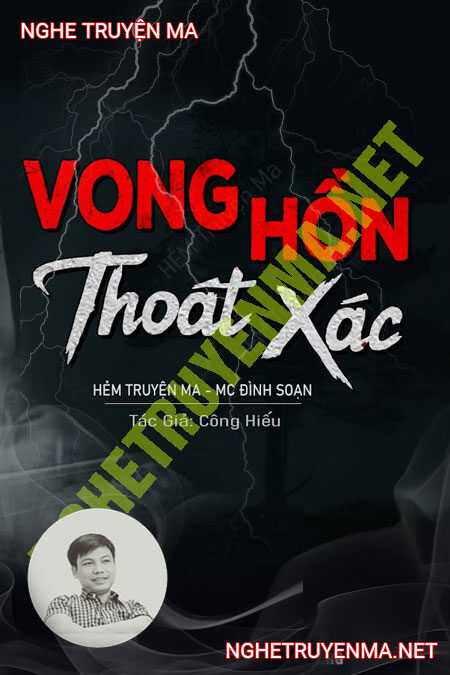 NGHE TRUYỆN MA
VONG HỒN
Thoát Xác
HẺM TRUYỆN MA - MC ĐÌNH SOẠN
Tác Giả: Công Hiếu
NGHETRUYENMA.NET
NGHETRUYENMA.NET